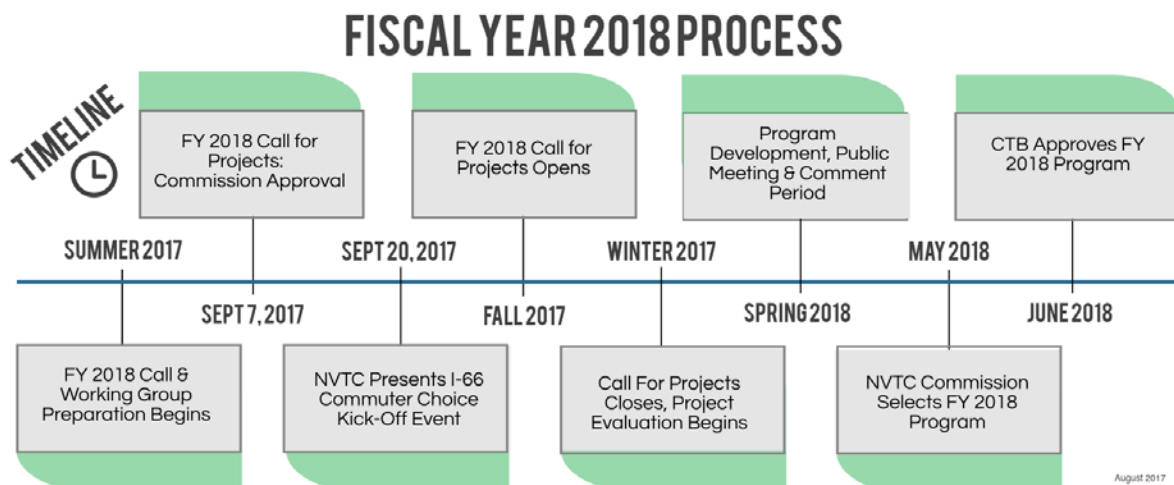 FISCAL YEAR 2018 PROCESS
TIMELINE
FY 2018 Call for
Projects:
Commission Approval
FY 2018 Call for
Projects Opens
Program
Development, Public
Meeting & Comment
Period
CTB Approves FY
2018 Program
SUMMER 2017
SEPT 20, 2017
WINTER 2017
MAY 2018
SEPT 7, 2017
FALL 2017
SPRING 2018
JUNE 2018
FY 2018 Call &
Working Group
Preparation Begins
NVTC Presents I-66
Commuter Choice
Kick-Off Event
Call For Projects
Closes, Project
Evaluation Begins
NVTC Commission
Selects FY 2018
Program
August 2017